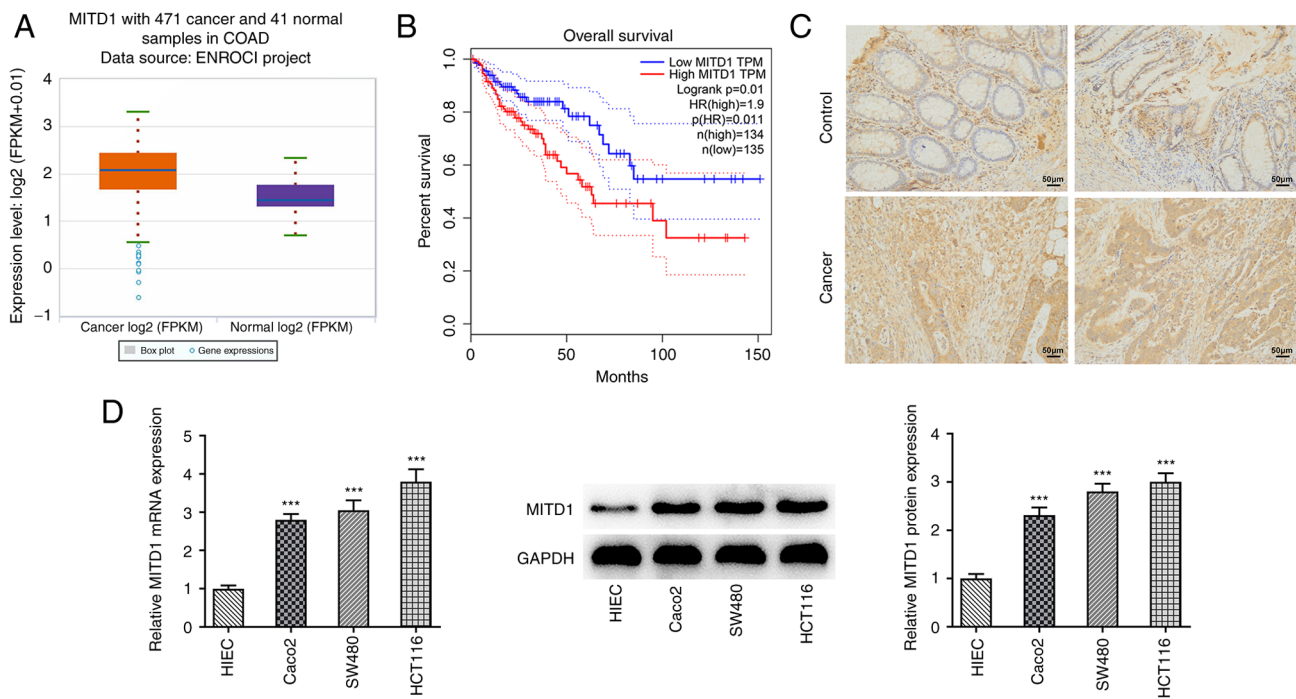 A
MITD1 with 471 cancer and 41 normal
samples in COAD
Data source: ENROCI project
Expression level: log2 (FPKM+0.01)
4
3
2
1
0
−1
Cancer log2 (FPKM)
Normal log2 (FPKM)
Box plot
Gene expressions
B
Overall survival
Low MITD1 TPM
High MITD1 TPM
Logrank p=0.01
HR(high)=1.9
p(HR)=0.011
n(high)=134
n(low)=135
Percent survival
1.0
0.8
0.6
0.4
0.2
0.0
0
50
100
150
Months
C
Control
50μm
50μm
Cancer
50μm
50μm
D
Relative MITD1 mRNA expression
5
4
3
2
1
0
***
***
***
HIEC
Caco2
SW480
HCT116
MITD1
GAPDH
HIEC
Caco2
SW480
HCT116
Relative MITD1 protein expression
4
3
2
1
0
***
***
***
HIEC
Caco2
SW480
HCT116